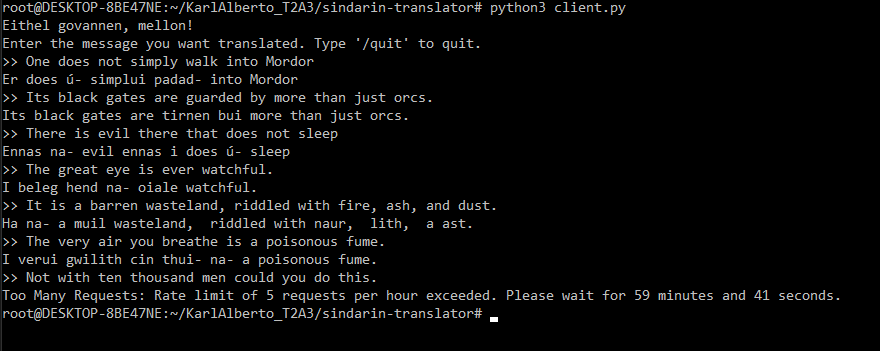 root@DESKTOP-8BE47NE:~/KarlAlberto_T2A3/sindarin-translator# python3 client.py
Eithel govannen, mellon!
Enter the message you want translated. Type '/quit' to quit.
>> One does not simply walk into Mordor
Er does ú- simplui padad- into Mordor
>> Its black gates are guarded by more than just orcs.
Its black gates are tirnen bui more than just orcs.
>> There is evil there that does not sleep
Ennas na- evil ennas i does ú- sleep
>> The great eye is ever watchful.
I beleg hend na- oiale watchful.
>> It is a barren wasteland, riddled with fire, ash, and dust.
Ha na- a muil wasteland,  riddled with naur,  lith,  a ast.
>> The very air you breathe is a poisonous fume.
I verui gwilith cin thui- na- a poisonous fume.
>> Not with ten thousand men could you do this.
Too Many Requests: Rate limit of 5 requests per hour exceeded. Please wait for 59 minutes and 41 seconds.
root@DESKTOP-8BE47NE:~/KarlAlberto_T2A3/sindarin-translator#